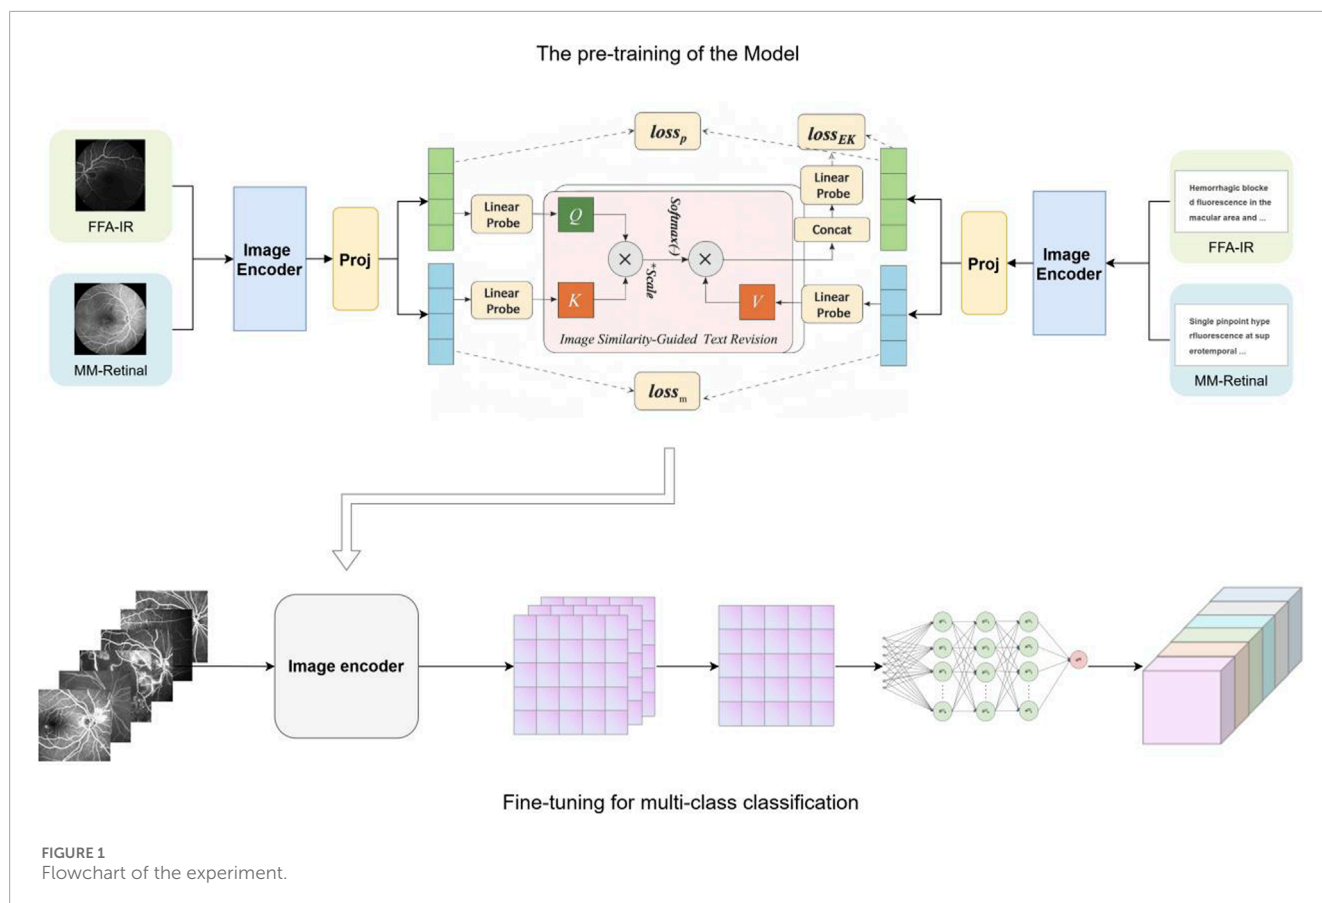 The pre-training of the Model
FFA-IR
MM-Retinal
Image
Encoder
Proj
Linear
Probe
Linear
Probe
loss_p
loss_EK
Q
K
Softmax(·)
+Scale
V
Image Similarity-Guided Text Revision
Linear
Probe
Concat
Linear
Probe
loss_m
Proj
Image
Encoder
Hemorrhagic blocke
d fluorescence in the
macular area and ...
FFA-IR
Single pinpoint hype
rfluorescence at sup
erotemporal ...
MM-Retinal
Image encoder
Fine-tuning for multi-class classification
FIGURE 1
Flowchart of the experiment.